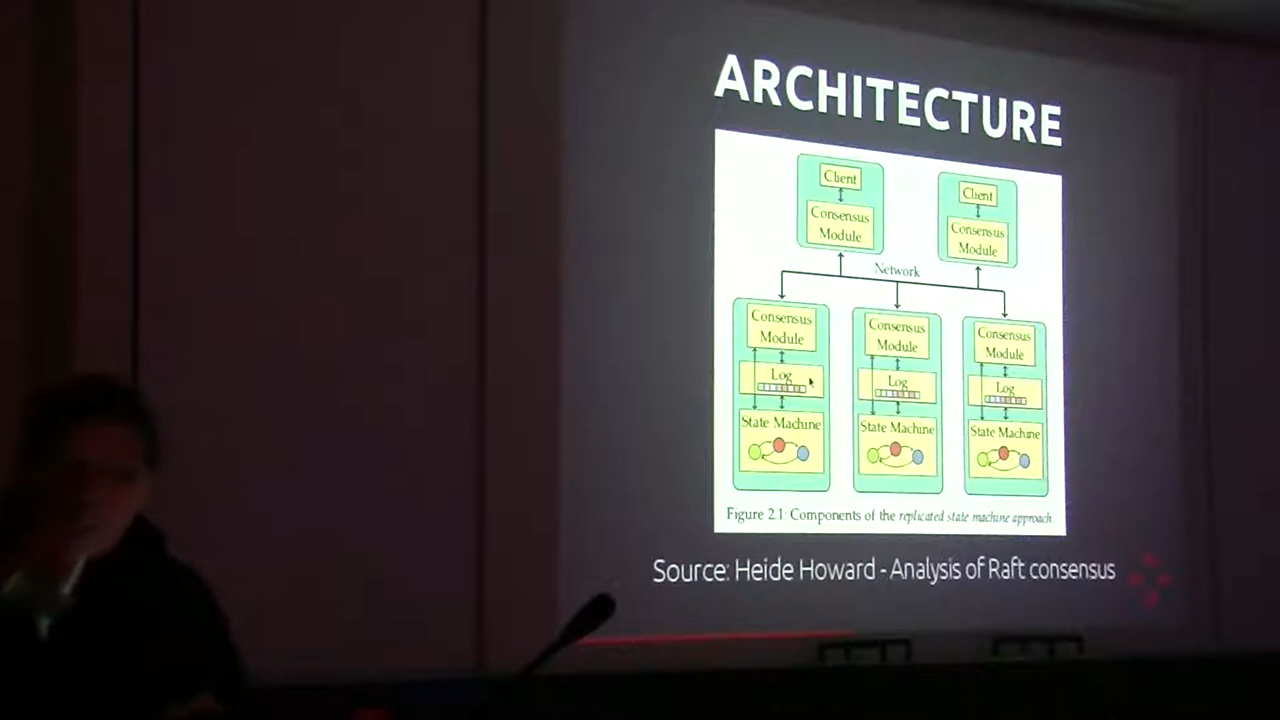 ARCHITECTURE
Client
Client
Consensus
Module
Consensus
Module
Network
Consensus
Module
Consensus
Module
Consensus
Module
Log
Log
Log
State Machine
State Machine
State Machine
Figure 2.1: Components of the replicated state machine approach
Source: Heide Howard - Analysis of Raft consensus